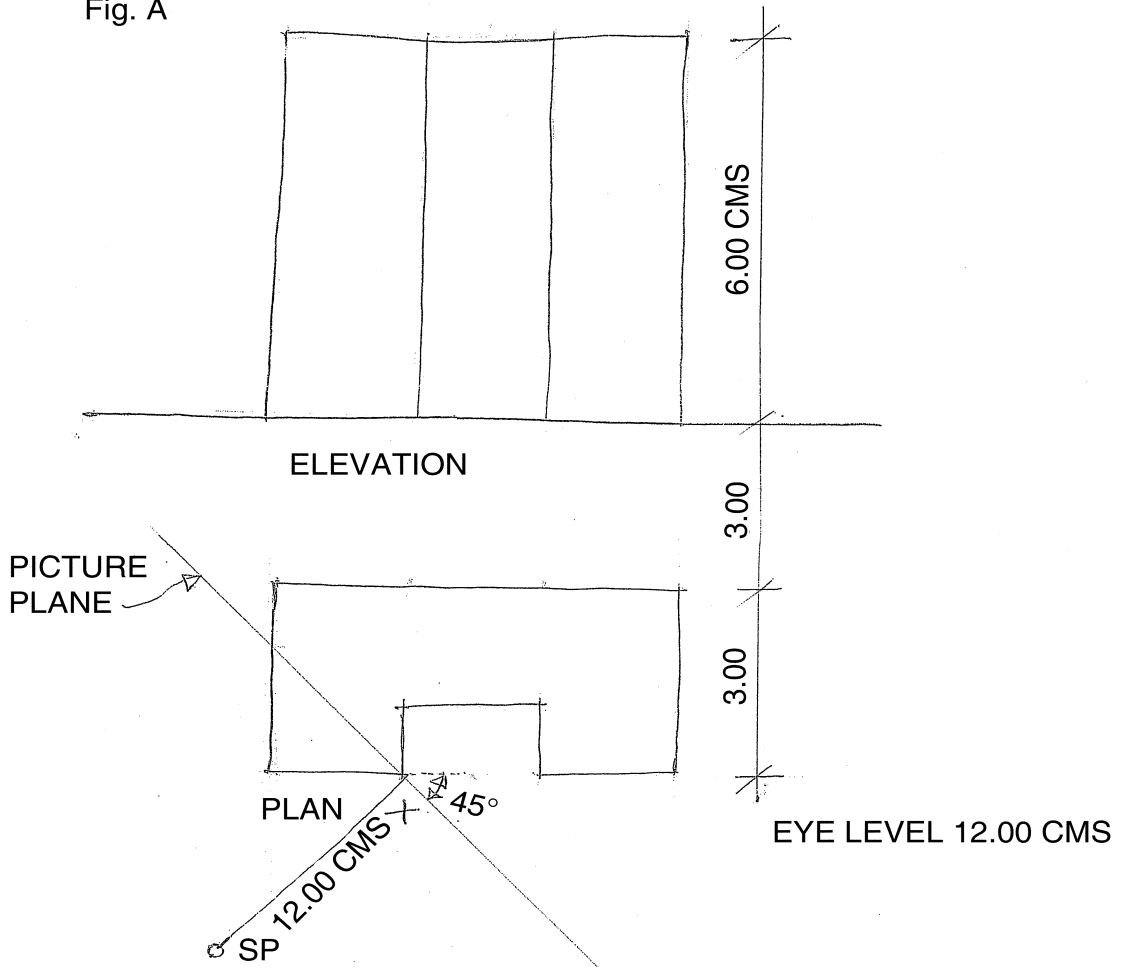 Fig. A
6.00 CMS
ELEVATION
3.00
PICTURE
PLANE
3.00
PLAN
45°
12.00 CMS
EYE LEVEL 12.00 CMS
SP